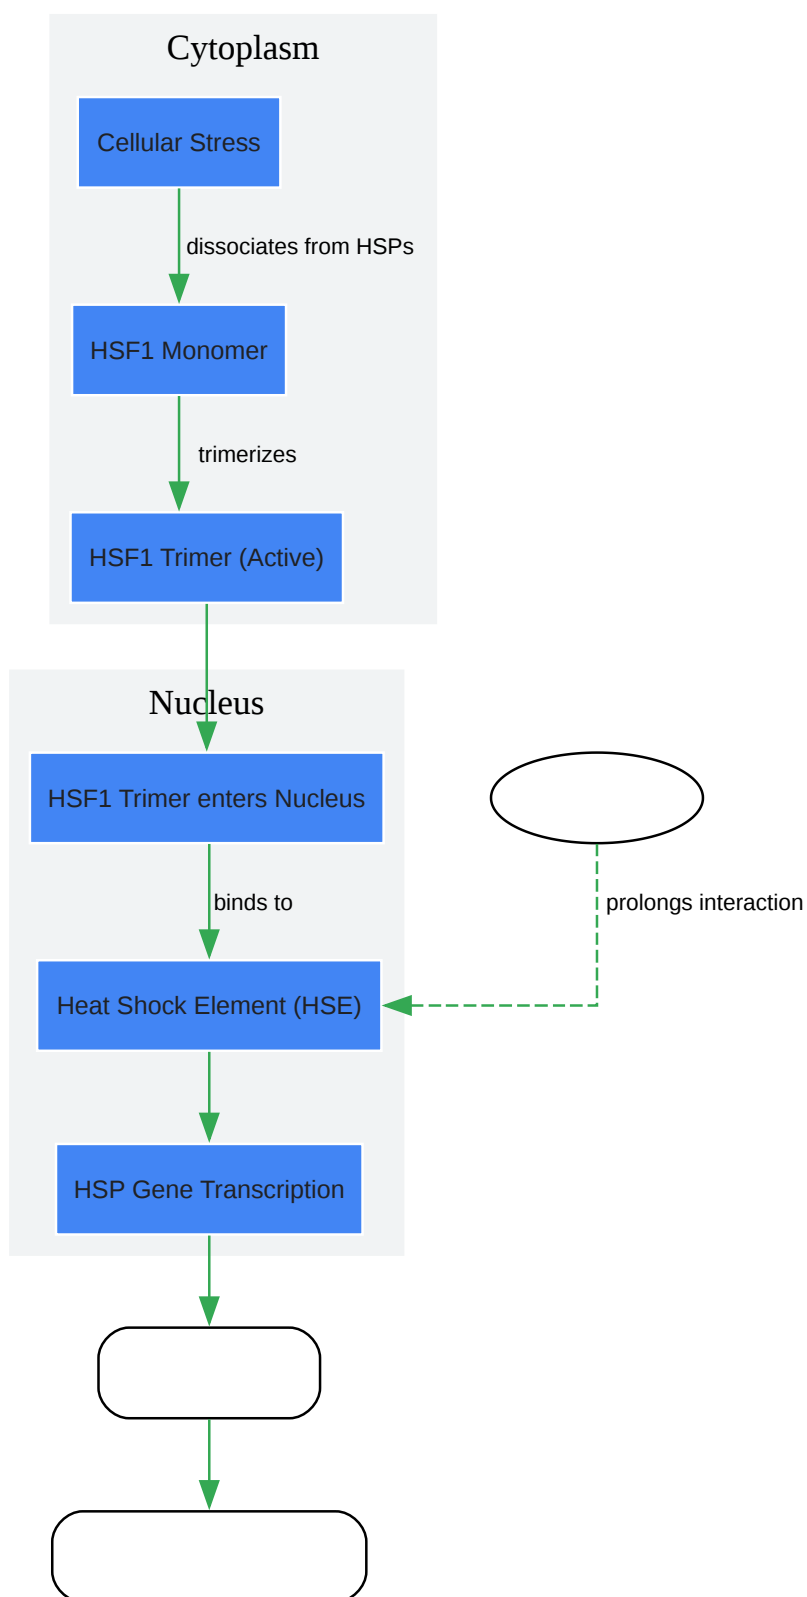 Cytoplasm
Cellular Stress
dissociates from HSPs
HSF1 Monomer
trimerizes
HSF1 Trimer (Active)
Nucleus
HSF1 Trimer enters Nucleus
binds to
prolongs interaction
Heat Shock Element (HSE)
HSP Gene Transcription